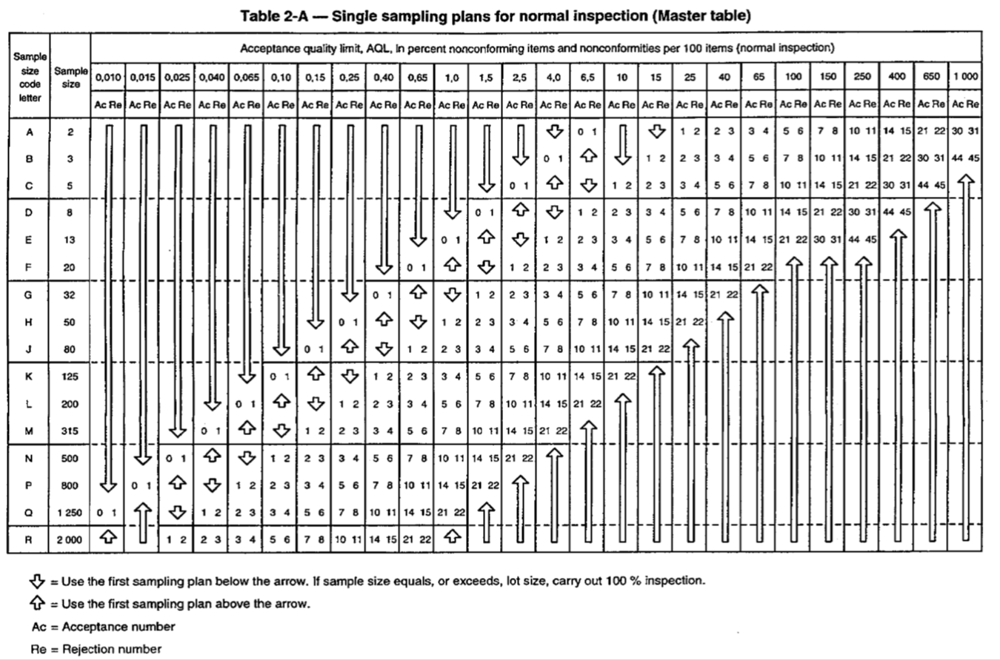 Table 2-A — Single sampling plans for normal inspection (Master table)
Sample size code letter
Sample size
Acceptance quality limit, AQL, in percent nonconforming items and nonconformities per 100 items (normal inspection)
0,010 0,015 0,025 0,040 0,065 0,10 0,15 0,25 0,40 0,65 1,0 1,5 2,5 4,0 6,5 10 15 25 40 65 100 150 250 400 650 1 000
Ac Re Ac Re Ac Re Ac Re Ac Re Ac Re Ac Re Ac Re Ac Re Ac Re Ac Re Ac Re Ac Re Ac Re Ac Re Ac Re Ac Re Ac Re Ac Re Ac Re Ac Re Ac Re Ac Re Ac Re Ac Re Ac Re
A 2 0 1 1 2 2 3 3 4 5 6 7 8 10 11 14 15 21 22 30 31
B 3 0 1 1 2 2 3 3 4 5 6 7 8 10 11 14 15 21 22 30 31 44 45
C 5 0 1 1 2 2 3 3 4 5 6 7 8 10 11 14 15 21 22 30 31 44 45
D 8 0 1 1 2 2 3 3 4 5 6 7 8 10 11 14 15 21 22 30 31 44 45
E 13 0 1 1 2 2 3 3 4 5 6 7 8 10 11 14 15 21 22 30 31 44 45
F 20 0 1 1 2 2 3 3 4 5 6 7 8 10 11 14 15 21 22
G 32 0 1 1 2 2 3 3 4 5 6 7 8 10 11 14 15 21 22
H 50 0 1 1 2 2 3 3 4 5 6 7 8 10 11 14 15 21 22
J 80 0 1 1 2 2 3 3 4 5 6 7 8 10 11 14 15 21 22
K 125 0 1 1 2 2 3 3 4 5 6 7 8 10 11 14 15 21 22
L 200 0 1 1 2 2 3 3 4 5 6 7 8 10 11 14 15 21 22
M 315 0 1 1 2 2 3 3 4 5 6 7 8 10 11 14 15 21 22
N 500 0 1 1 2 2 3 3 4 5 6 7 8 10 11 14 15 21 22
P 800 0 1 1 2 2 3 3 4 5 6 7 8 10 11 14 15 21 22
Q 1 250 0 1 1 2 2 3 3 4 5 6 7 8 10 11 14 15 21 22
R 2 000 1 2 2 3 3 4 5 6 7 8 10 11 14 15 21 22
= Use the first sampling plan below the arrow. If sample size equals, or exceeds, lot size, carry out 100 % inspection.
= Use the first sampling plan above the arrow.
Ac = Acceptance number
Re = Rejection number